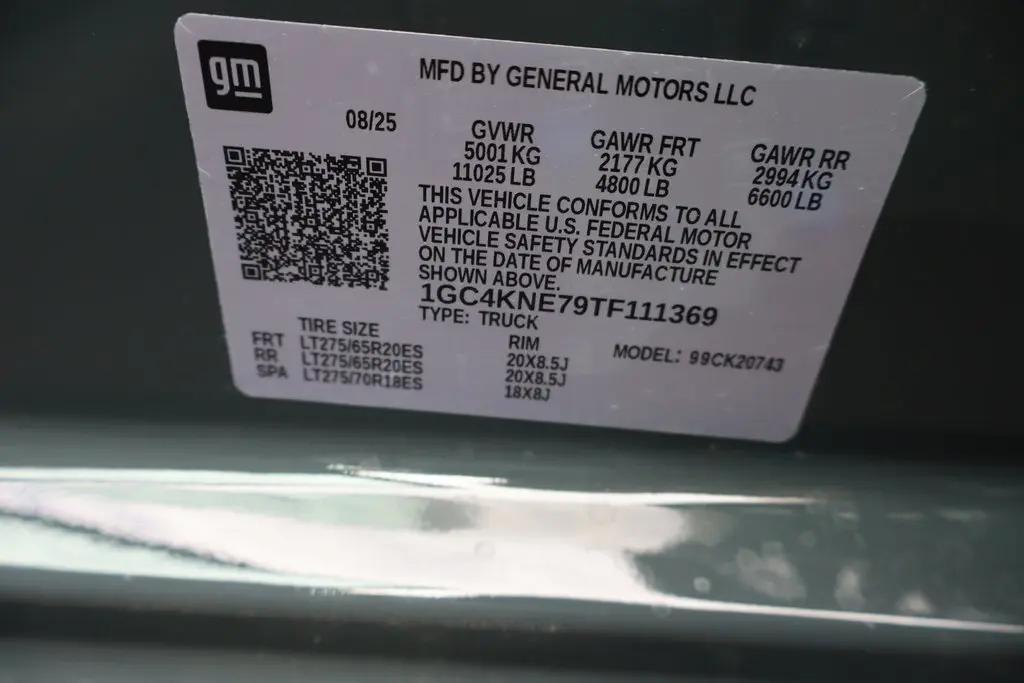 gm
MFD BY GENERAL MOTORS LLC
08/25
GVWR
5001 KG
11025 LB
GAWR FRT
2177 KG
4800 LB
GAWR RR
2994 KG
6600 LB
THIS VEHICLE CONFORMS TO ALL
APPLICABLE U.S. FEDERAL MOTOR
VEHICLE SAFETY STANDARDS IN EFFECT
ON THE DATE OF MANUFACTURE
SHOWN ABOVE.
1GC4KNE79TF111369
TYPE: TRUCK
TIRE SIZE
RIM
FRT LT275/65R20ES 20X8.5J
RR LT275/65R20ES 20X8.5J
SPA LT275/70R18ES 18X8J
MODEL: 99CK20743